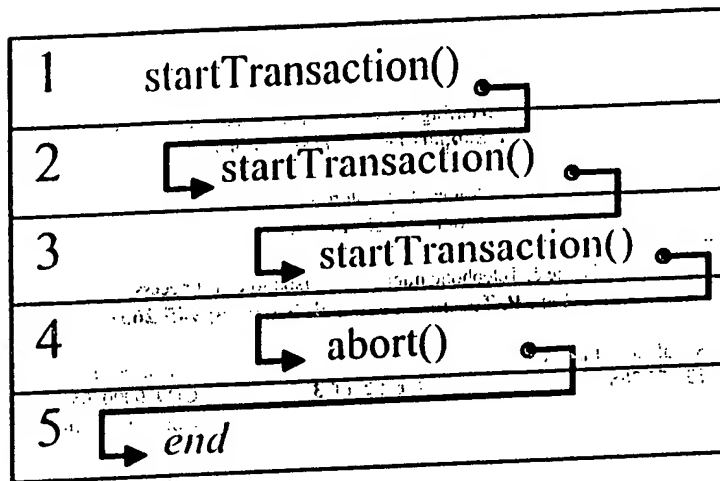 1 startTransaction()
2 startTransaction()
3 startTransaction()
4 abort()
5 end